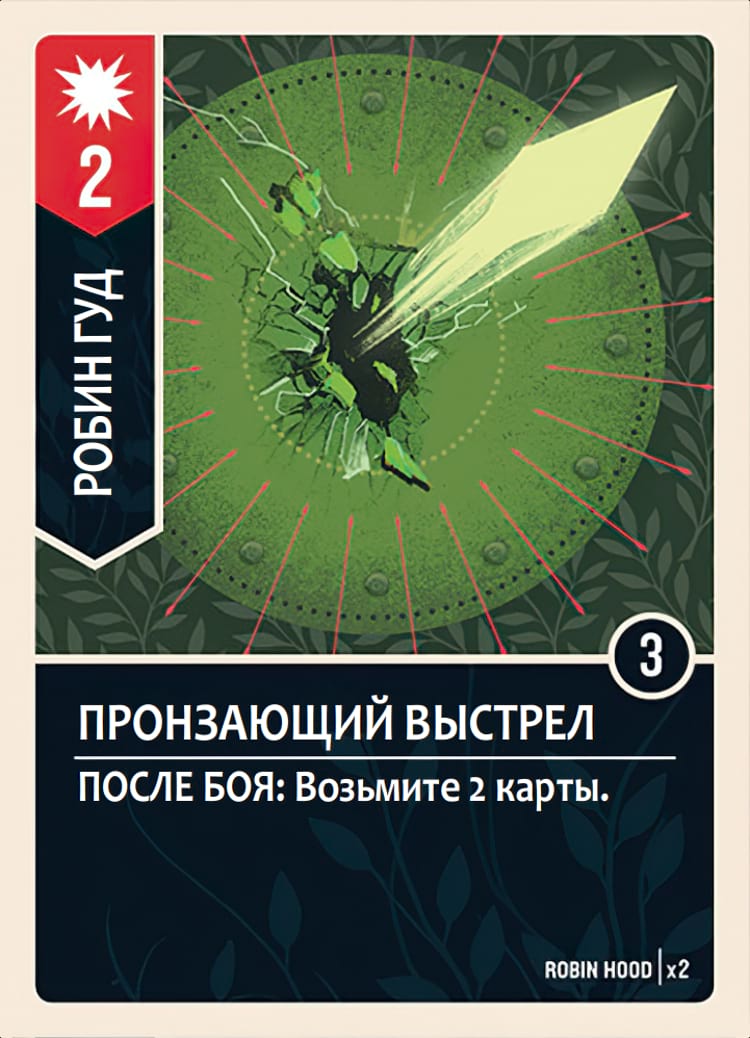 2
РОБИН ГУД
3
ПРОНЗАЮЩИЙ ВЫСТРЕЛ
ПОСЛЕ БОЯ: Возьмите 2 карты.
ROBIN HOOD | x2